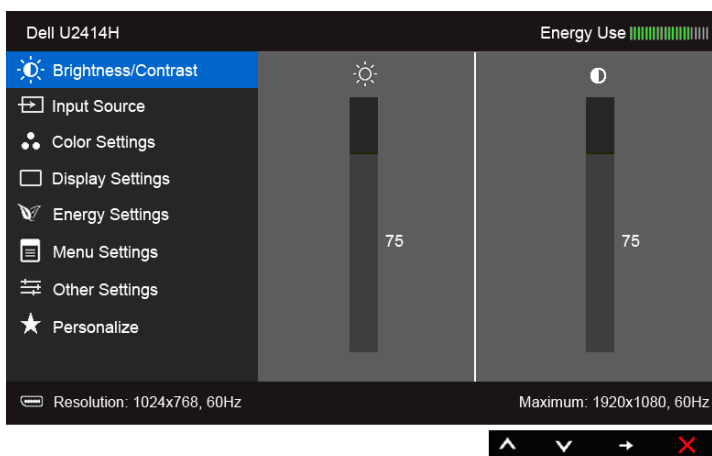 Dell U2414H
Energy Use
Brightness/Contrast
Input Source
Color Settings
Display Settings
Energy Settings
Menu Settings
Other Settings
Personalize
75
75
Resolution: 1024x768, 60Hz
Maximum: 1920x1080, 60Hz